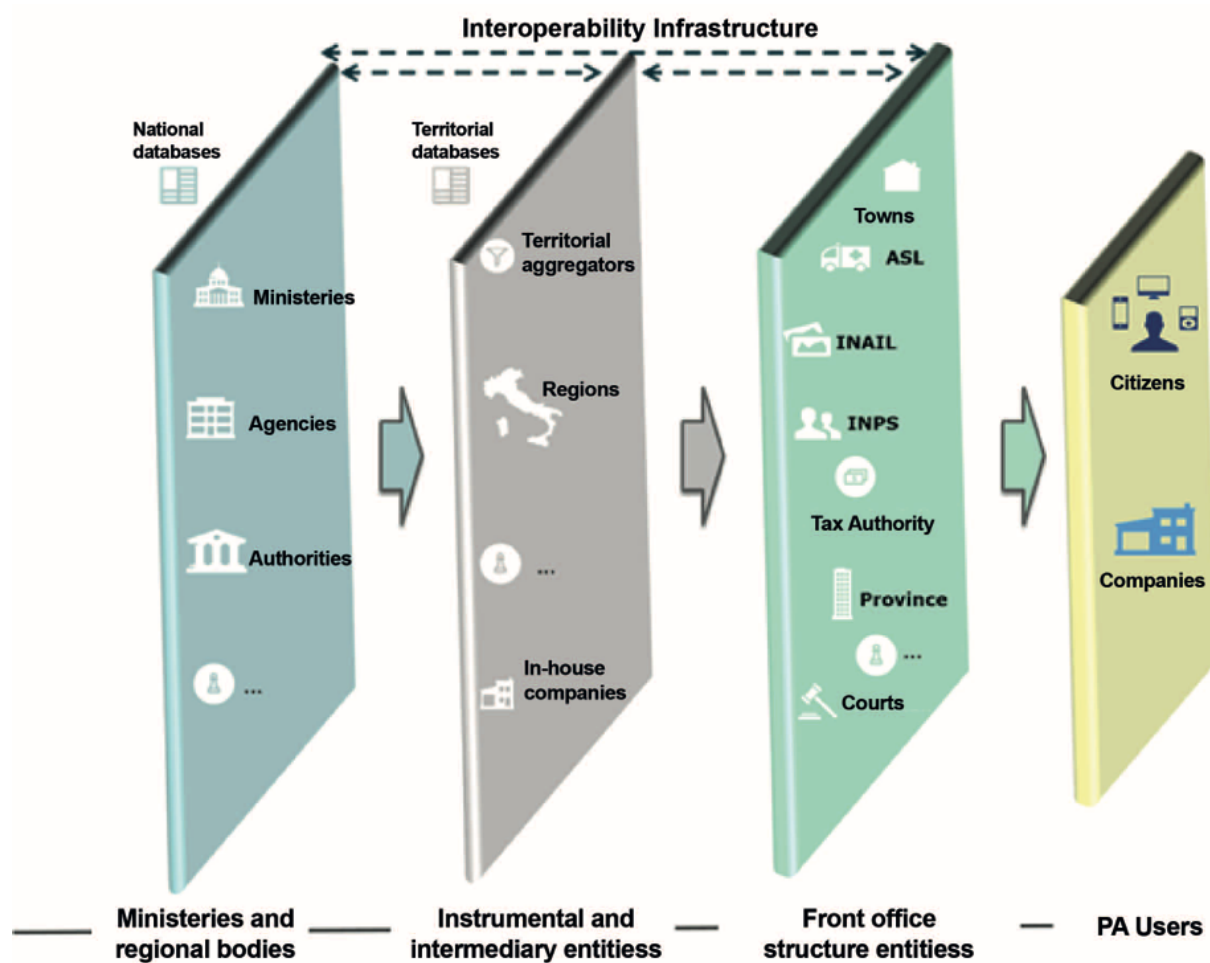 Interoperability Infrastructure
National
databases
Territorial
databases
Ministeries
Agencies
Authorities
...
Territorial
aggregators
Regions
...
In-house
companies
Towns
ASL
INAIL
INPS
Tax Authority
Province
...
Courts
Citizens
Companies
Ministeries and
regional bodies
Instrumental and
intermediary entitiess
Front office
structure entitiess
PA Users